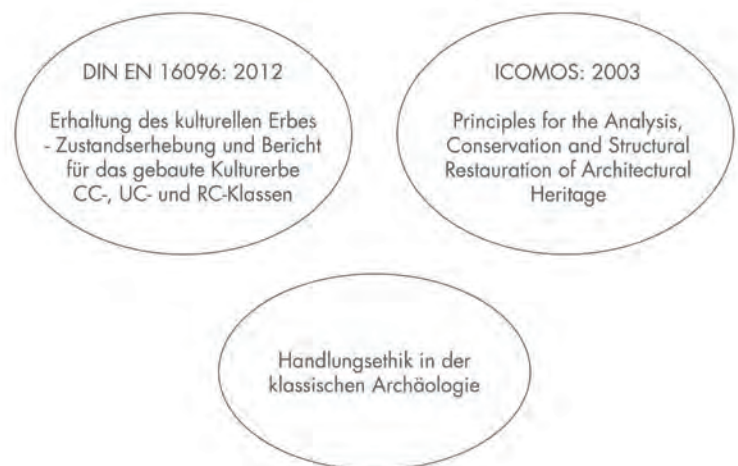 DIN EN 16096: 2012
Erhaltung des kulturellen Erbes
- Zustandserhebung und Bericht
für das gebaute Kulturerbe
CC-, UC- und RC-Klassen
ICOMOS: 2003
Principles for the Analysis,
Conservation and Structural
Restauration of Architectural
Heritage
Handlungsethik in der
klassischen Archäologie